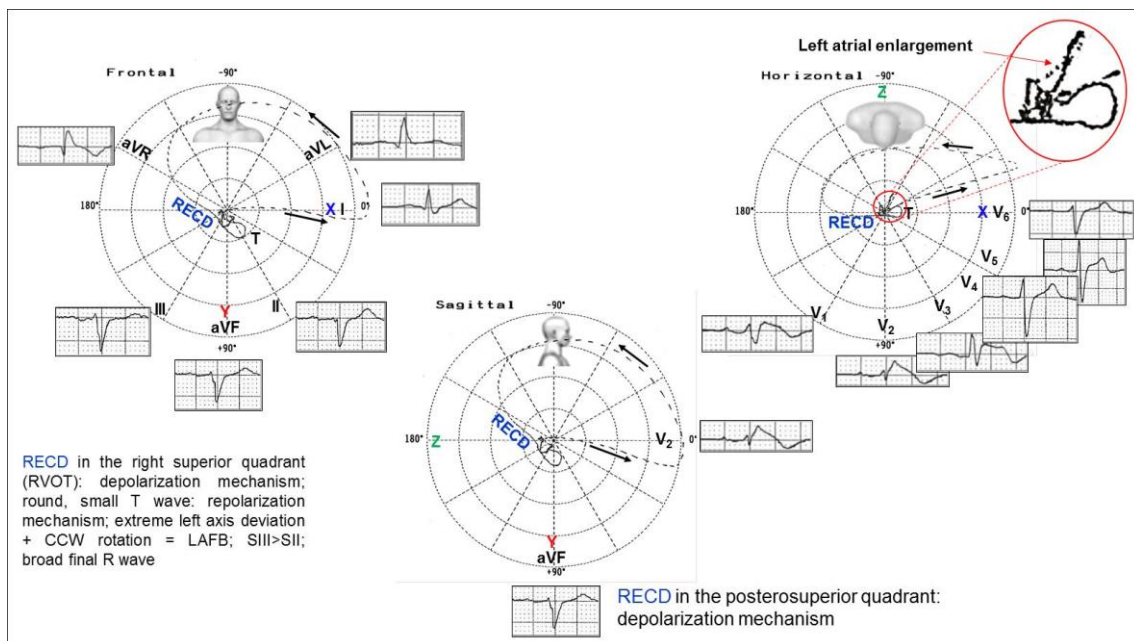 Left atrial enlargement
Frontal
-90°
aVR
aVL
180°
RECD
X I
0°
T
III
Y
II
aVF
+90°
Horizontal
-90°
Z
180°
RECD
T
X V6
0°
V5
V4
V3
V2
V1
+90°
Sagittal
-90°
RECD
180°
Z
V2
0°
Y
aVF
+90°
RECD in the right superior quadrant
(RVOT): depolarization mechanism;
round, small T wave: repolarization
mechanism; extreme left axis deviation
+ CCW rotation = LAFB; SIII>SII;
broad final R wave
RECD in the posterosuperior quadrant:
depolarization mechanism